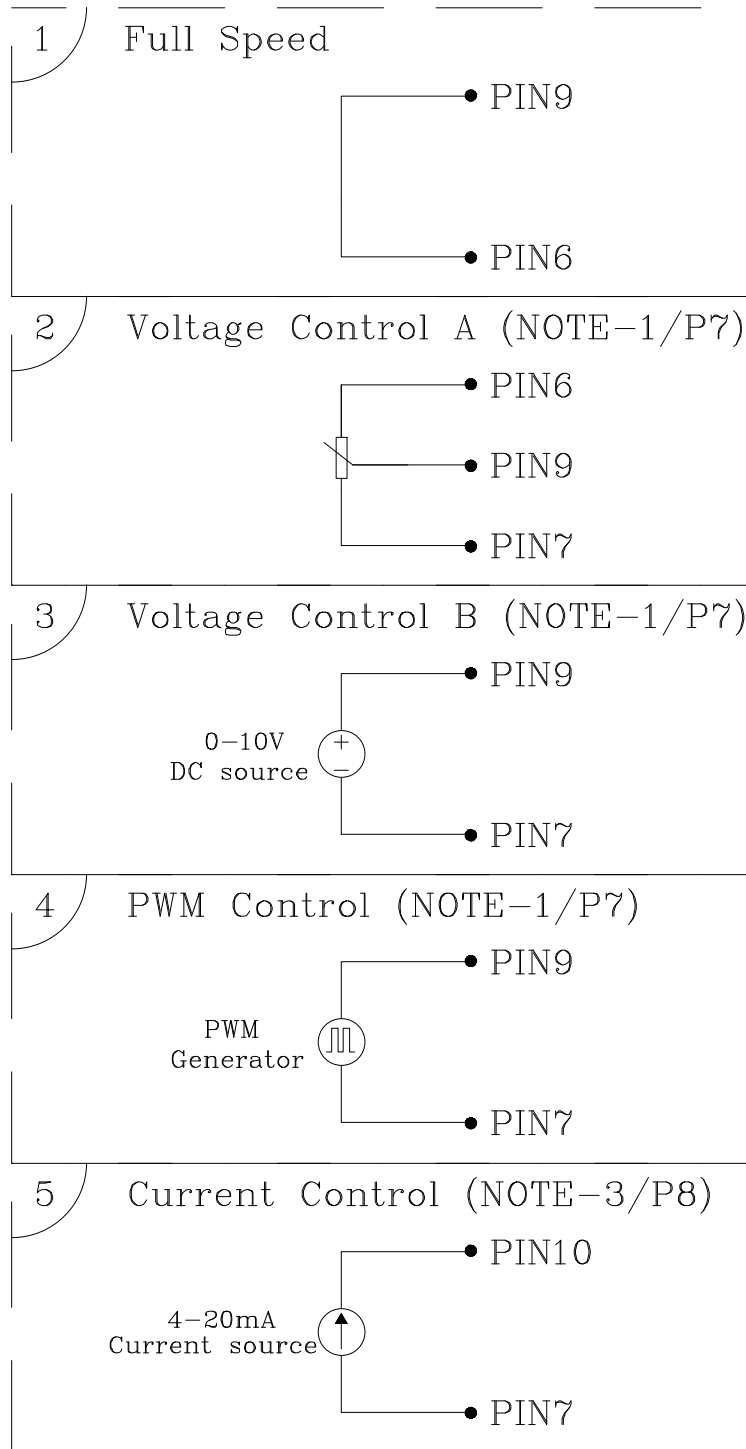 1 Full Speed
PIN9
PIN6
2 Voltage Control A (NOTE-1/P7)
PIN6
PIN9
PIN7
3 Voltage Control B (NOTE-1/P7)
PIN9
0-10V
+
DC source
−
PIN7
4 PWM Control (NOTE-1/P7)
PIN9
PWM
Generator
PIN7
5 Current Control (NOTE-3/P8)
PIN10
4-20mA
Current source
PIN7